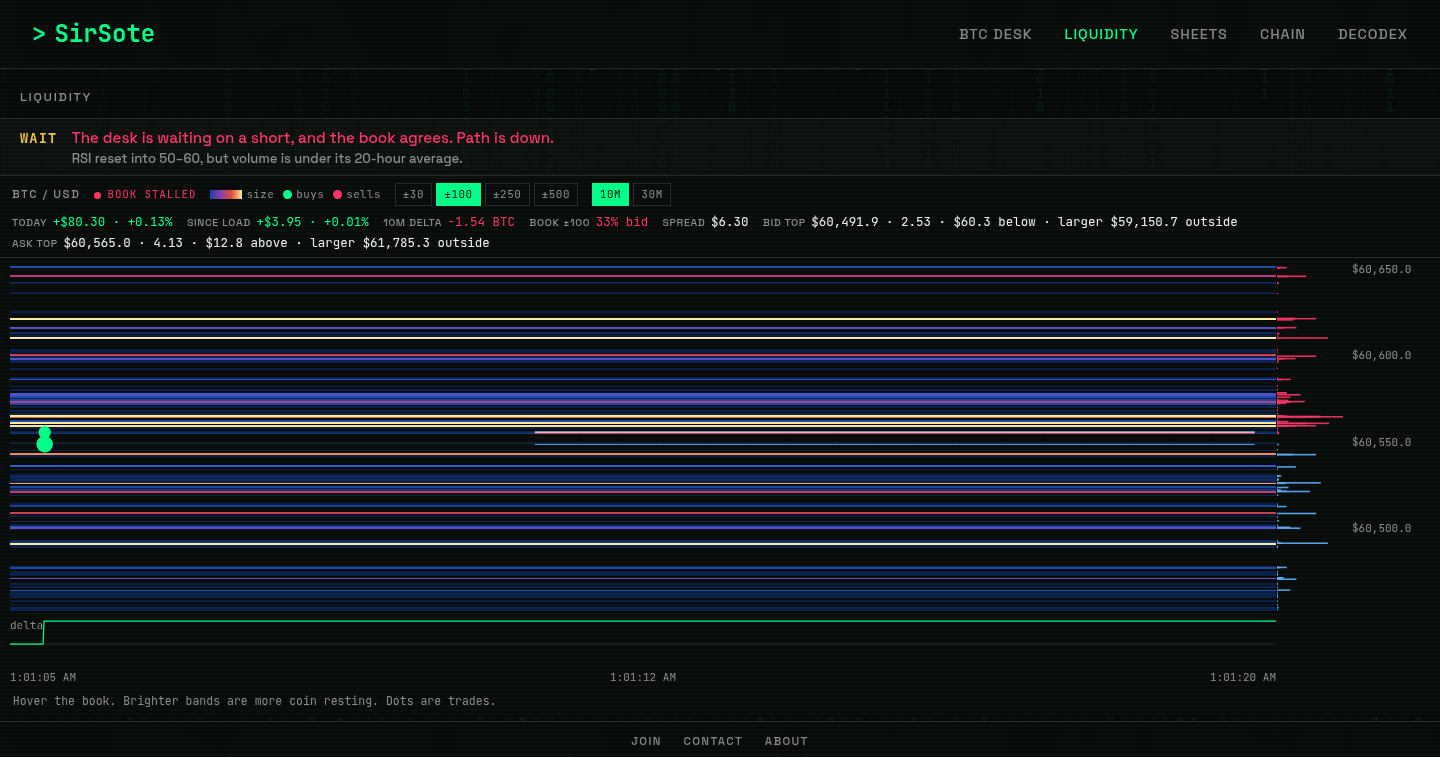 > SirSote
BTC DESK LIQUIDITY SHEETS CHAIN DECODEX
LIQUIDITY
WAIT The desk is waiting on a short, and the book agrees. Path is down.
RSI reset into 50–60, but volume is under its 20-hour average.
BTC / USD ● BOOK STALLED size buys sells ±30 ±100 ±250 ±500 10M 30M
TODAY +$80.30 · +0.13% SINCE LOAD +$3.95 · +0.01% 10M DELTA -1.54 BTC BOOK ±100 33% bid SPREAD $6.30 BID TOP $60,491.9 · 2.53 · $60.3 below · larger $59,150.7 outside
ASK TOP $60,565.0 · 4.13 · $12.8 above · larger $61,785.3 outside
$60,650.0
$60,600.0
$60,550.0
$60,500.0
delta
1:01:05 AM 1:01:12 AM 1:01:20 AM
Hover the book. Brighter bands are more coin resting. Dots are trades.
JOIN CONTACT ABOUT